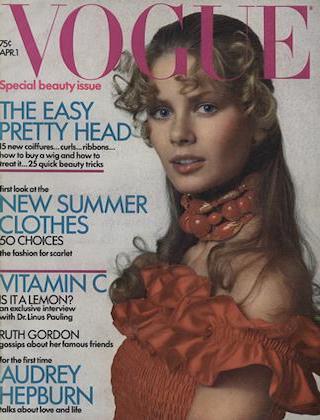 VOGUE
75¢
APR.1
Special beauty issue
THE EASY
PRETTY HEAD
15 new coiffures...curls...ribbons...
how to buy a wig and how to
treat it...25 quick beauty tricks
first look at the
NEW SUMMER
CLOTHES
50 CHOICES
the fashion for scarlet
VITAMIN C
IS IT A LEMON?
an exclusive interview
with Dr. Linus Pauling
RUTH GORDON
gossips about her famous friends
for the first time
AUDREY
HEPBURN
talks about love and life